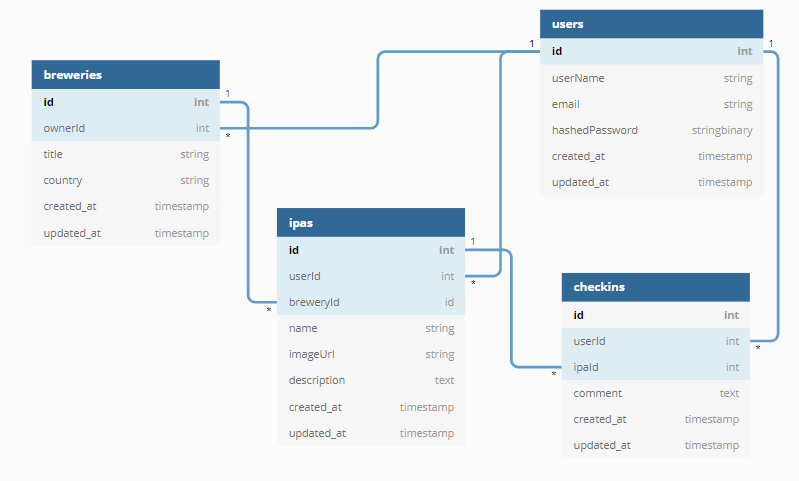 users
1
id int
1
userName string
email string
hashedPassword stringbinary
created_at timestamp
updated_at timestamp
breweries
id int
1
ownerId int
*
title string
country string
created_at timestamp
updated_at timestamp
ipas
id int
1
userId int
*
breweryId id
*
name string
imageUrl string
description text
created_at timestamp
updated_at timestamp
checkins
id int
userId int
*
ipaId int
*
comment text
created_at timestamp
updated_at timestamp